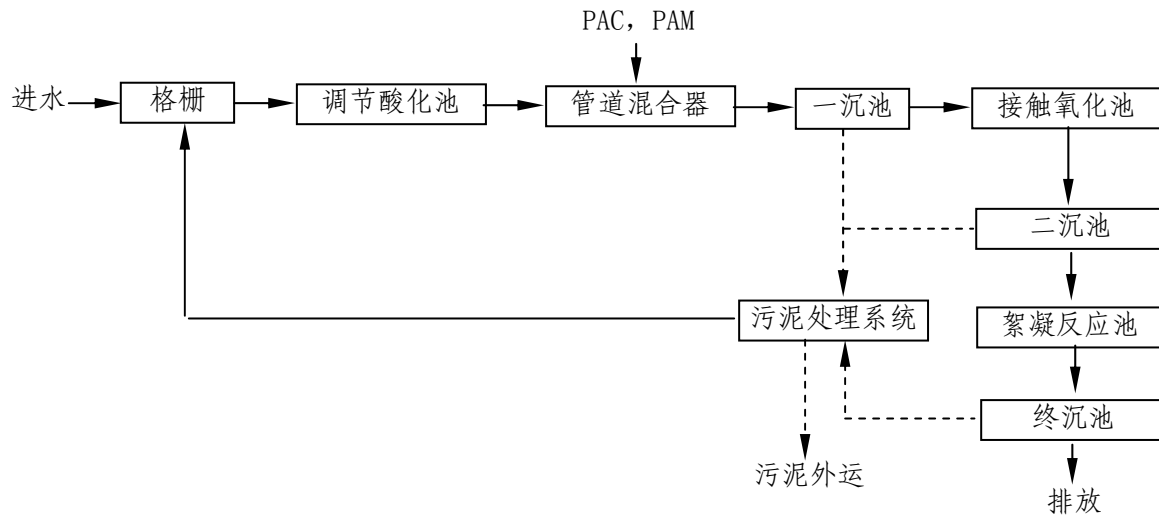 PAC，PAM
进水
格栅
调节酸化池
管道混合器
一沉池
接触氧化池
二沉池
污泥处理系统
絮凝反应池
终沉池
污泥外运
排放